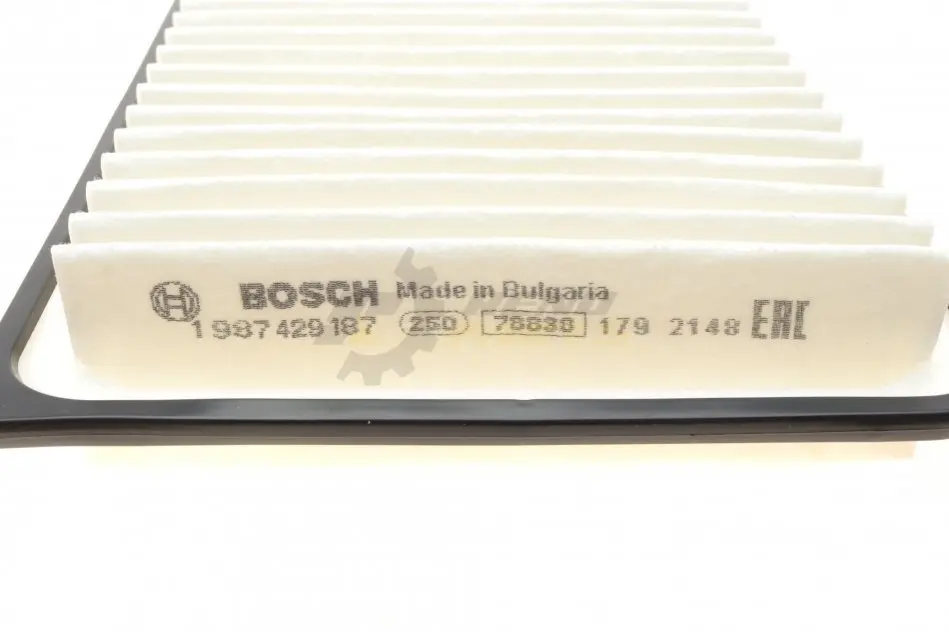 BOSCH Made in Bulgaria
1 987 429 187 250 78830 179 2148 EAC